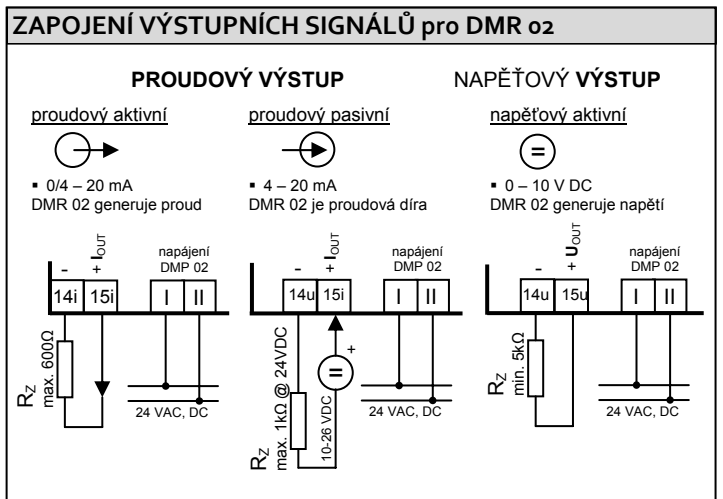 ZAPOJENÍ VÝSTUPNÍCH SIGNÁLŮ pro DMR 02
PROUDOVÝ VÝSTUP
NAPĚŤOVÝ VÝSTUP
proudový aktivní
▪ 0/4 – 20 mA
DMR 02 generuje proud
- + IOUT
napájení
DMP 02
14i 15i I II
RZ
max. 600Ω
24 VAC, DC
proudový pasivní
▪ 4 – 20 mA
DMR 02 je proudová díra
- + IOUT
napájení
DMP 02
14u 15i I II
RZ
max. 1kΩ @ 24VDC
10-26 VDC
= +
24 VAC, DC
napěťový aktivní
=
▪ 0 – 10 V DC
DMR 02 generuje napětí
- + UOUT
napájení
DMP 02
14u 15u I II
RZ
min. 5kΩ
24 VAC, DC